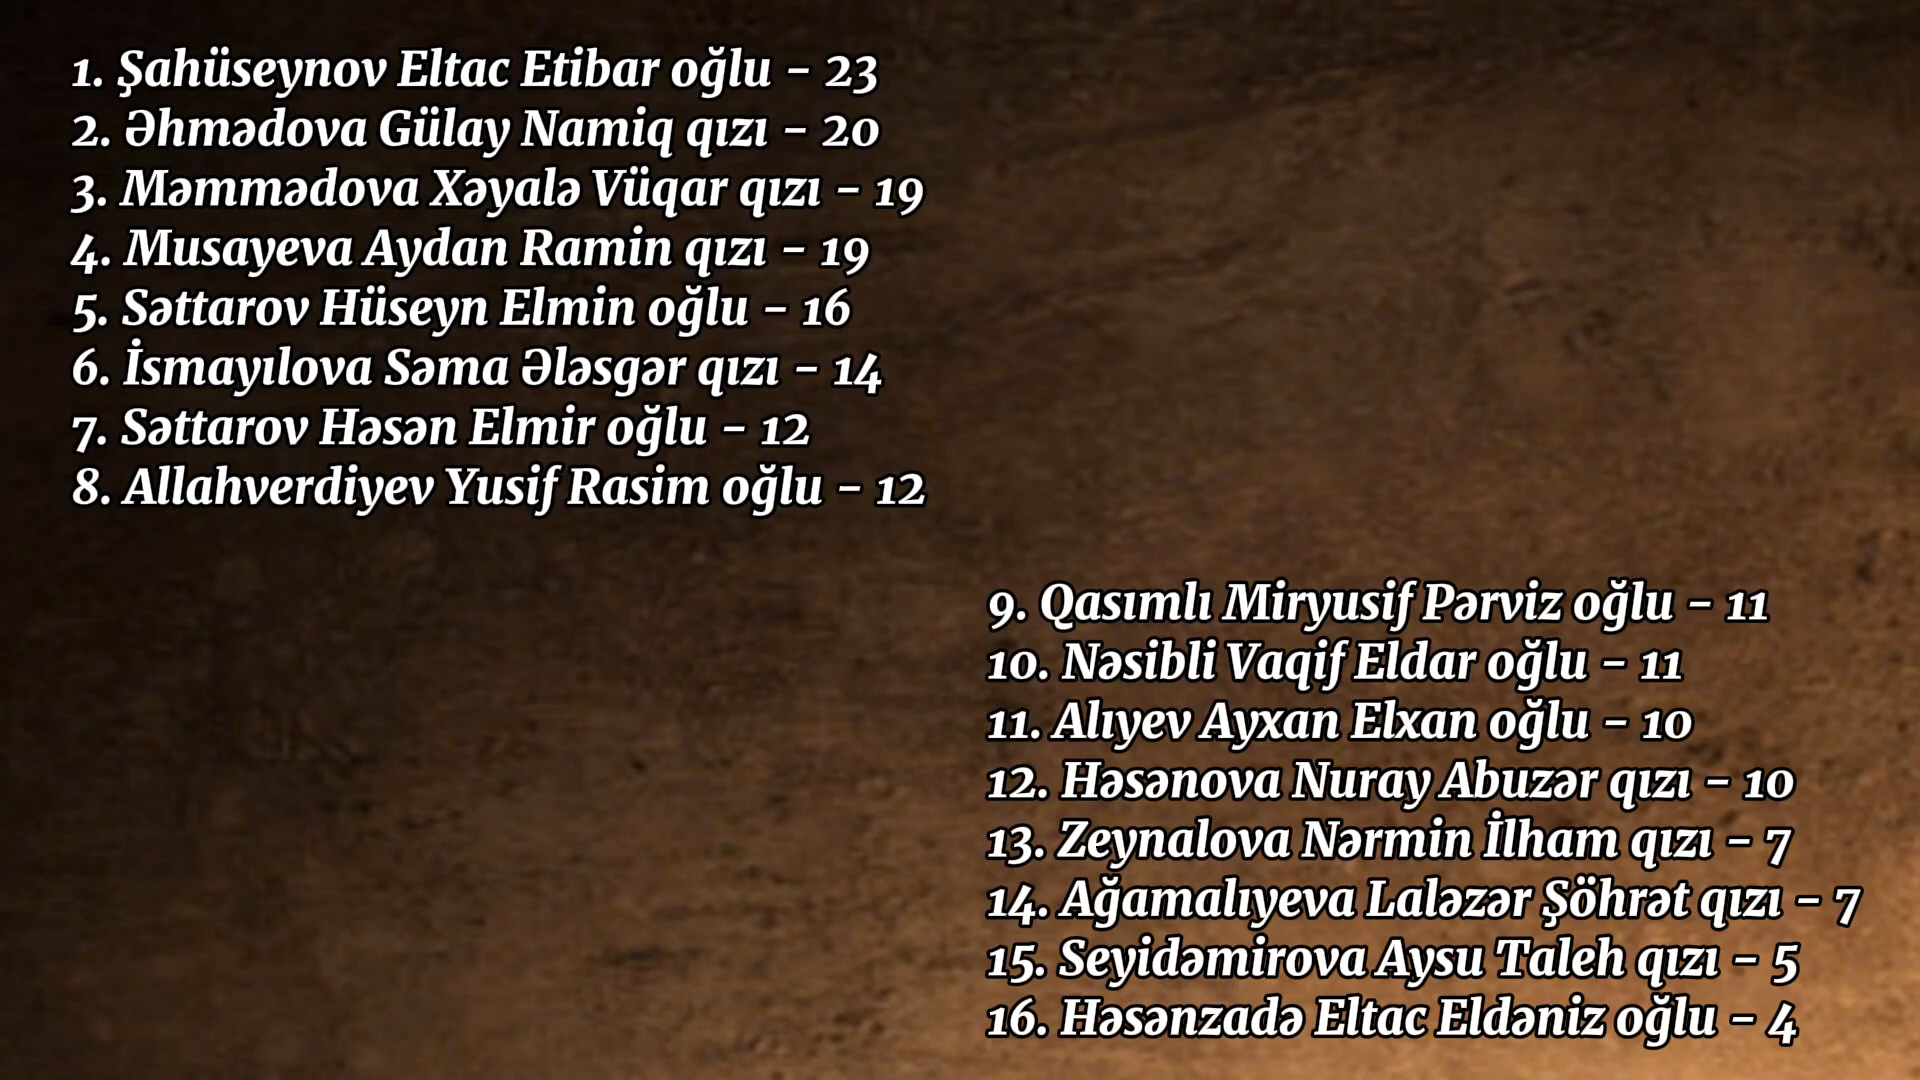 1. Şahüseynov Eltac Etibar oğlu - 23
2. Əhmədova Gülay Namiq qızı - 20
3. Məmmədova Xəyalə Vüqar qızı - 19
4. Musayeva Aydan Ramin qızı - 19
5. Səttarov Hüseyn Elmin oğlu - 16
6. İsmayılova Səma Ələsgər qızı - 14
7. Səttarov Həsən Elmir oğlu - 12
8. Allahverdiyev Yusif Rasim oğlu - 12
9. Qasımlı Miryusif Pərviz oğlu - 11
10. Nəsibli Vaqif Eldar oğlu - 11
11. Alıyev Ayxan Elxan oğlu - 10
12. Həsənova Nuray Abuzər qızı - 10
13. Zeynalova Nərmin İlham qızı - 7
14. Ağamalıyeva Laləzər Şöhrət qızı - 7
15. Seyidəmirova Aysu Taleh qızı - 5
16. Həsənzadə Eltac Eldəniz oğlu - 4